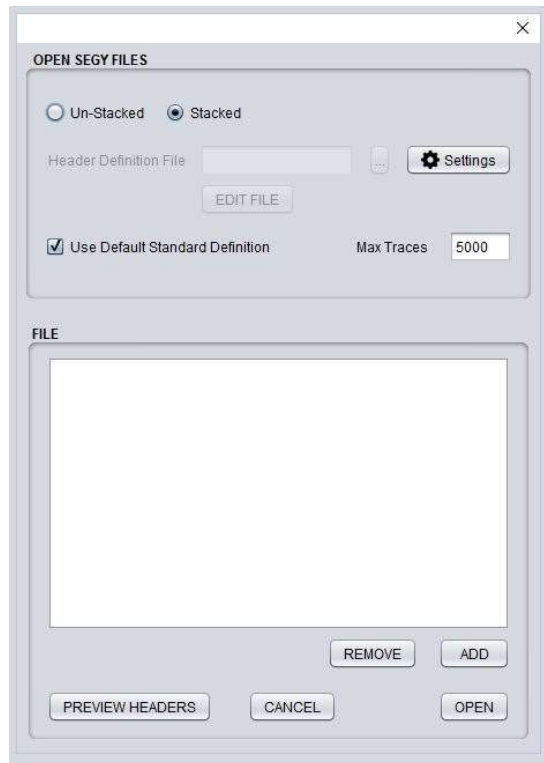 OPEN SEGY FILES
Un-Stacked Stacked
Header Definition File ... Settings
EDIT FILE
Use Default Standard Definition Max Traces 5000
FILE
REMOVE ADD
PREVIEW HEADERS CANCEL OPEN